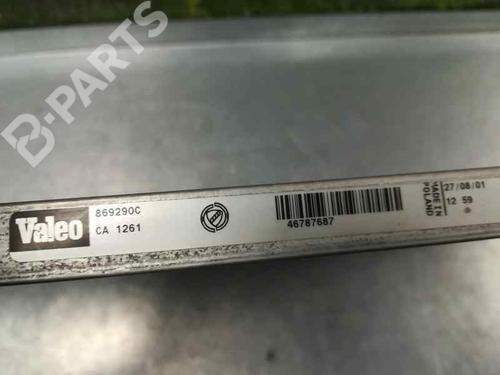 B-PARTS
Valeo
869290C
CA 1261
46787687
MADE IN
POLAND
27/08/01
12 59